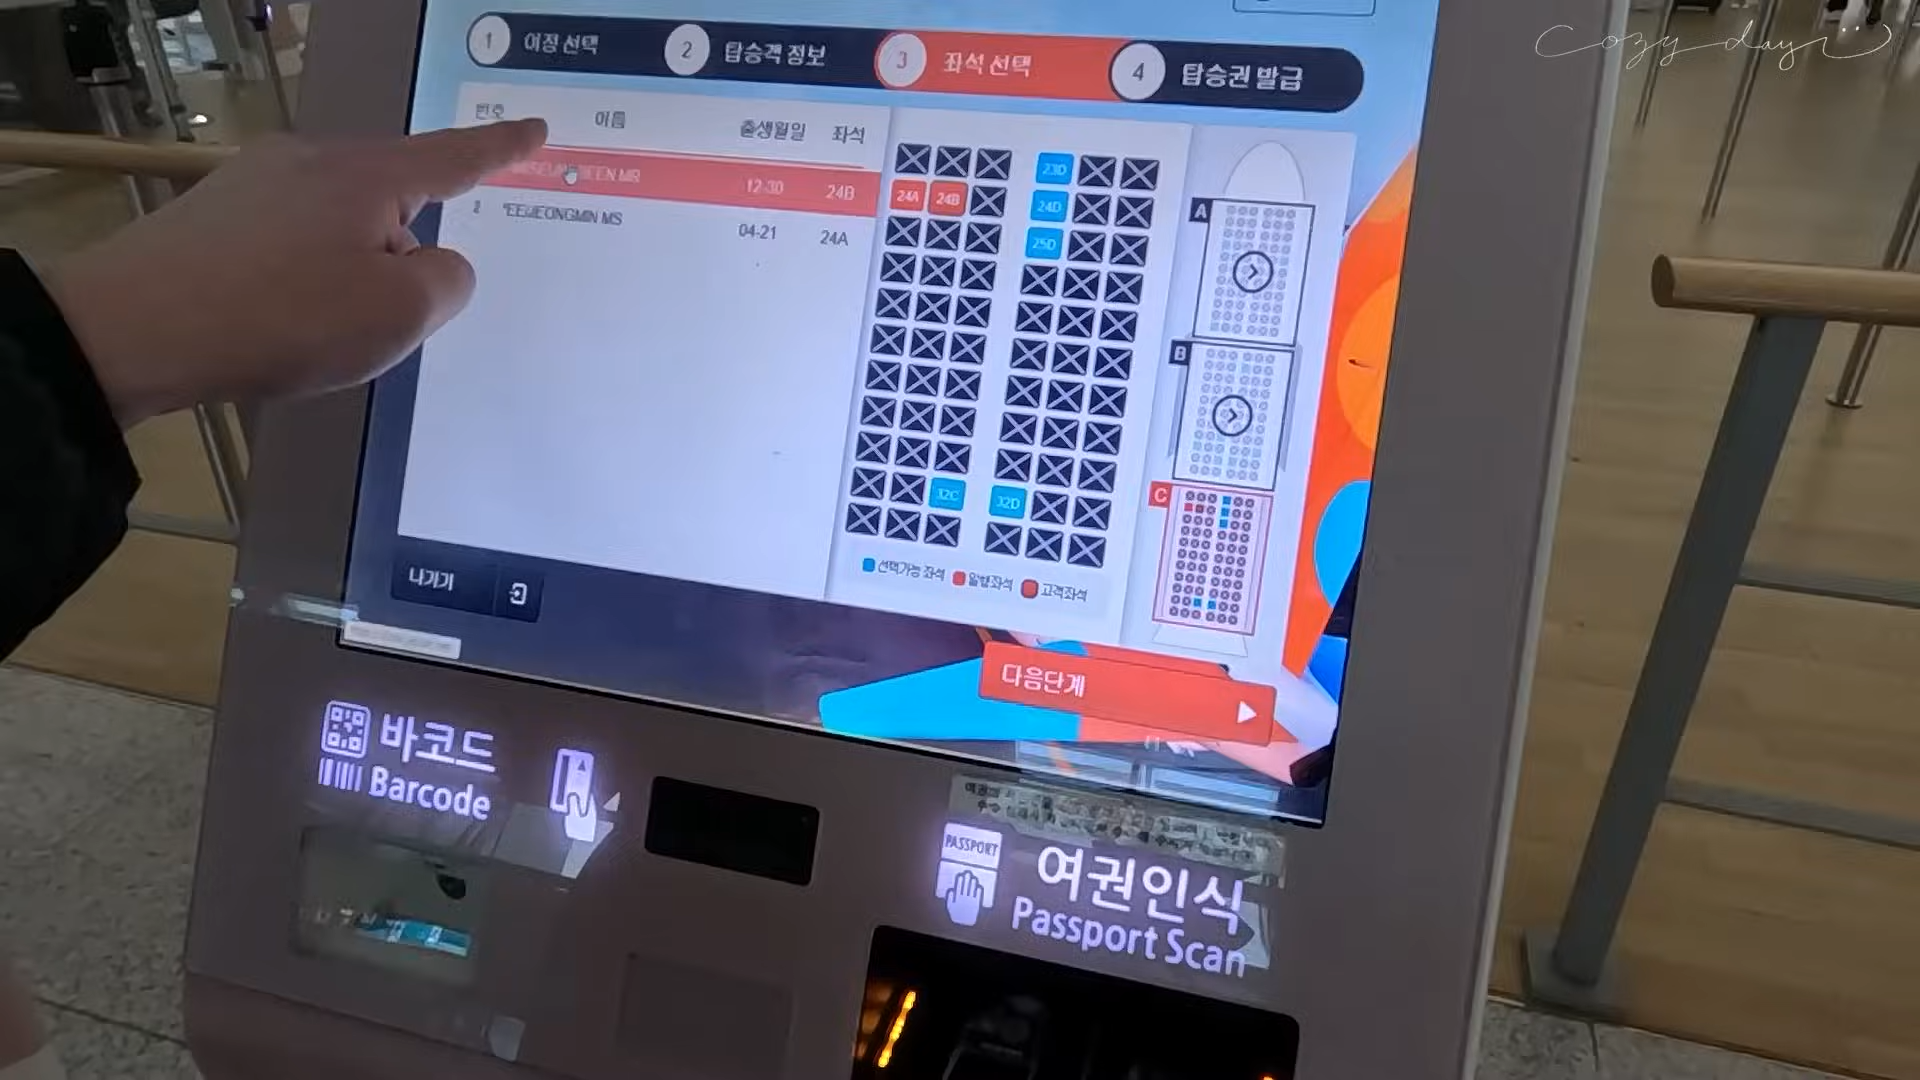 cozy days
1 여정 선택 2 탑승객 정보 3 좌석 선택 4 탑승권 발급
번호 이름 출생월일 좌석
12-30 24B
2 04-21 24A
23D
24A 24B 24D
25D
32C 32D
A
B
C
선택가능 좌석 일행좌석 고객좌석
나가기
다음단계
바코드
Barcode
PASSPORT
여권인식
Passport Scan